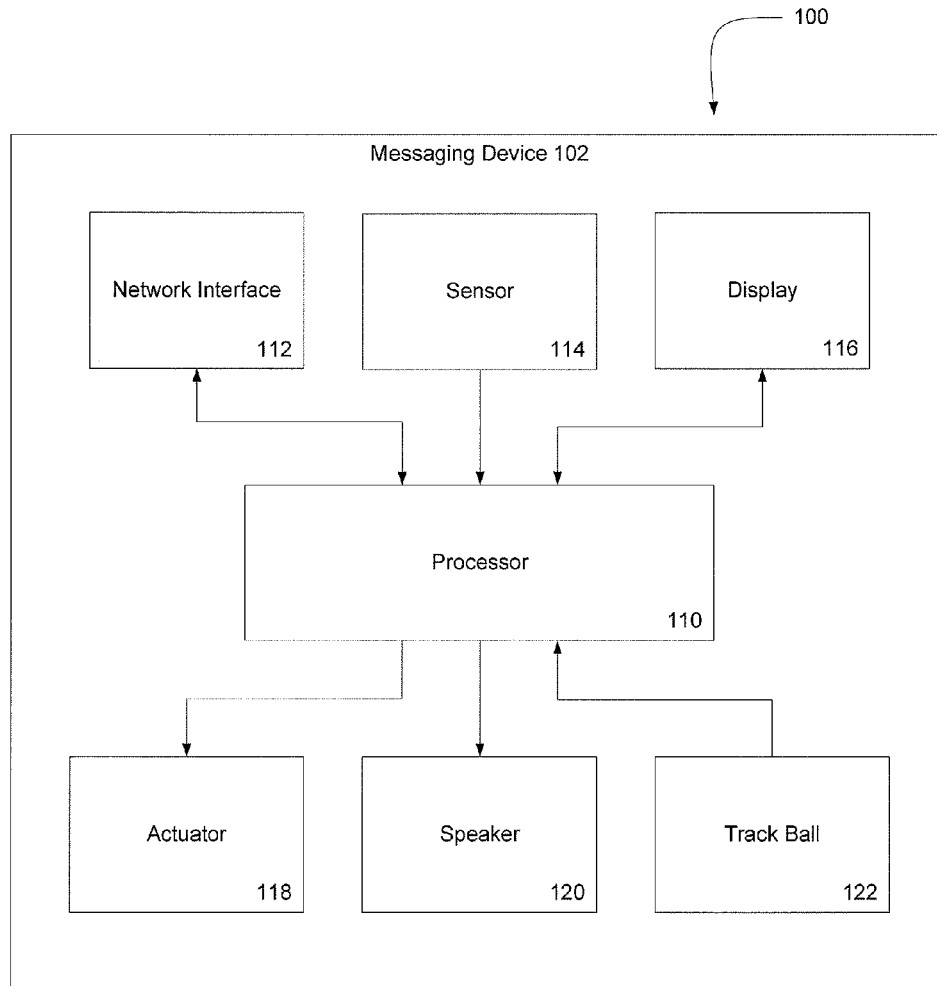 100
Messaging Device 102
Network Interface
112
Sensor
114
Display
116
Processor
110
Actuator
118
Speaker
120
Track Ball
122